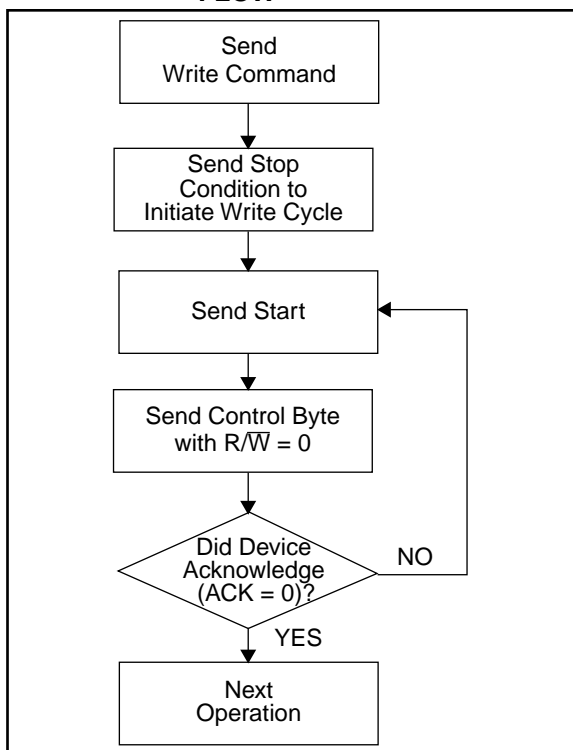 FLOW
Send
Write Command
Send Stop
Condition to
Initiate Write Cycle
Send Start
Send Control Byte
with R/W̅ = 0
Did Device
Acknowledge
(ACK = 0)?
NO
YES
Next
Operation